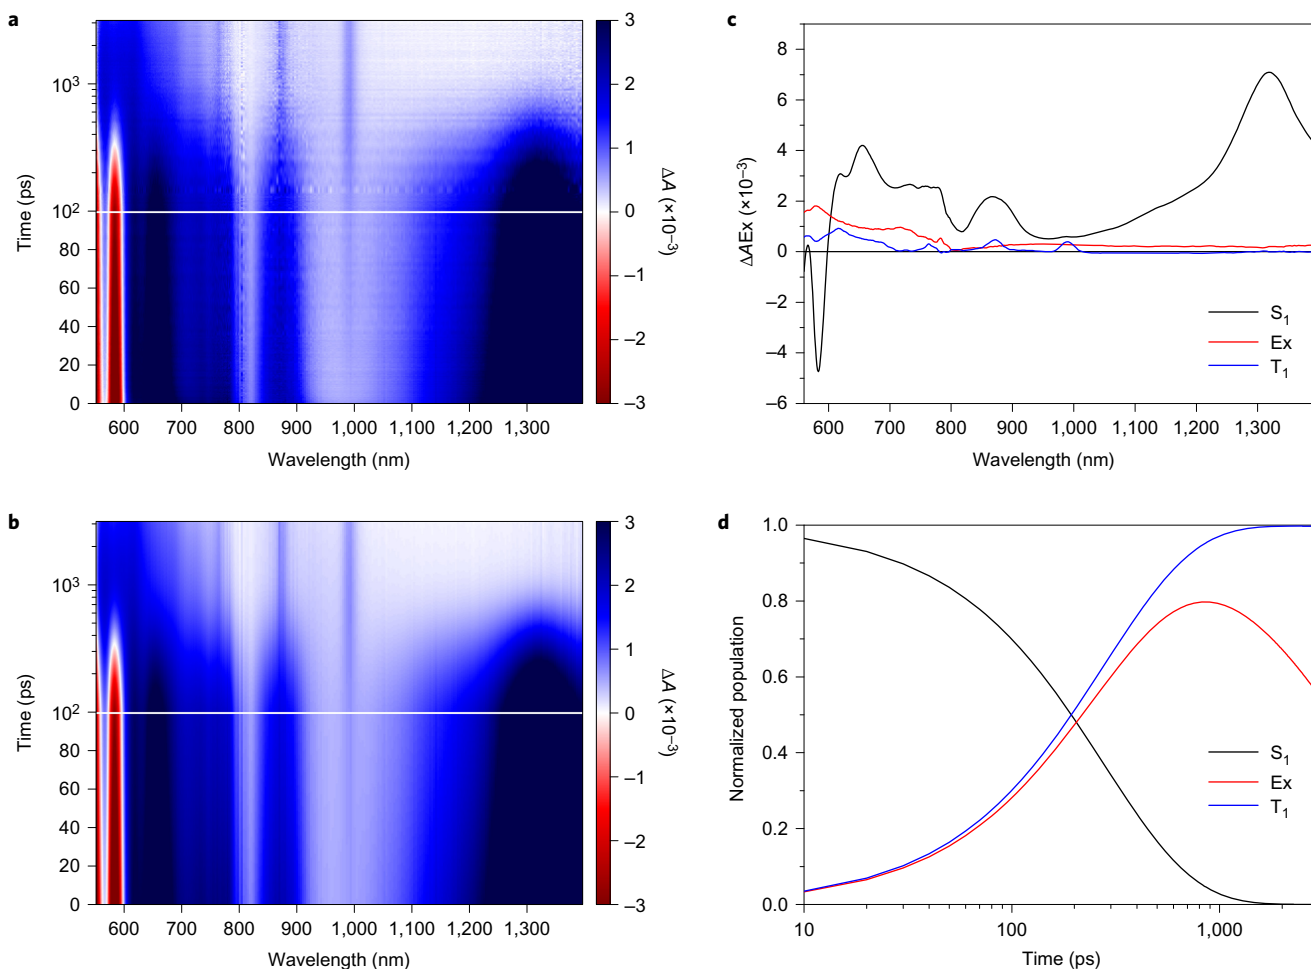 a
3
2
1
0
–1
–2
–3
ΔA (×10–3)
103
102
80
60
40
20
0
Time (ps)
600 700 800 900 1,000 1,100 1,200 1,300
Wavelength (nm)
c
8
6
4
2
0
–2
–4
–6
ΔAEx (×10–3)
S1
Ex
T1
600 700 800 900 1,000 1,100 1,200 1,300
Wavelength (nm)
b
3
2
1
0
–1
–2
–3
ΔA (×10–3)
103
102
80
60
40
20
0
Time (ps)
600 700 800 900 1,000 1,100 1,200 1,300
Wavelength (nm)
d
1.0
0.8
0.6
0.4
0.2
0.0
Normalized population
S1
Ex
T1
10 100 1,000
Time (ps)